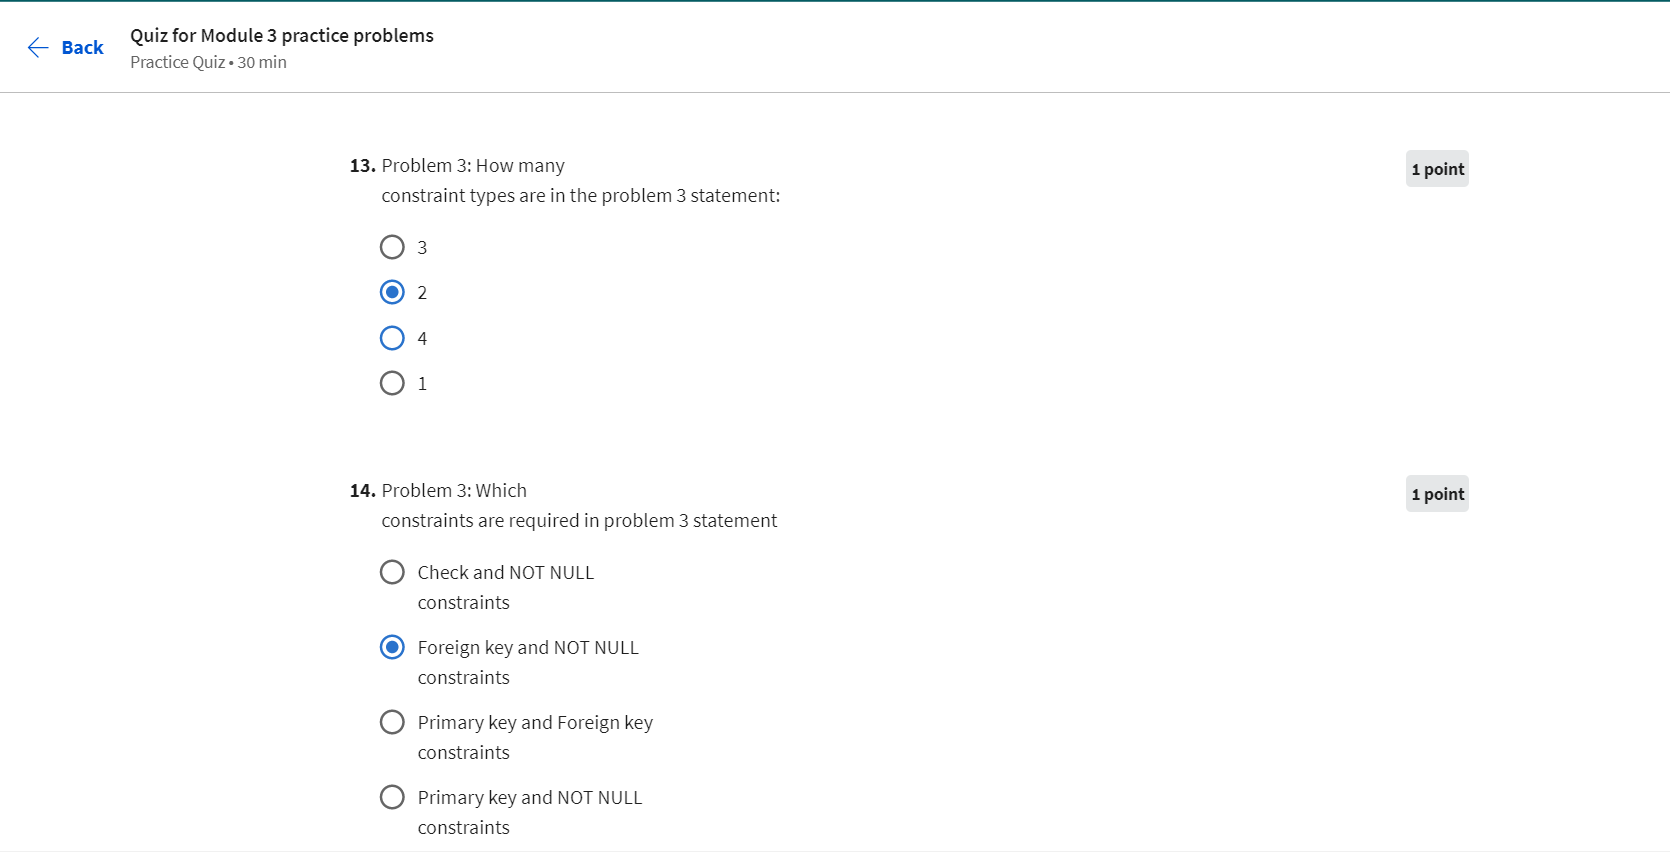 Back
Quiz for Module 3 practice problems
Practice Quiz • 30 min
13. Problem 3: How many
constraint types are in the problem 3 statement:
1 point
3
2
4
1
14. Problem 3: Which
constraints are required in problem 3 statement
1 point
Check and NOT NULL
constraints
Foreign key and NOT NULL
constraints
Primary key and Foreign key
constraints
Primary key and NOT NULL
constraints